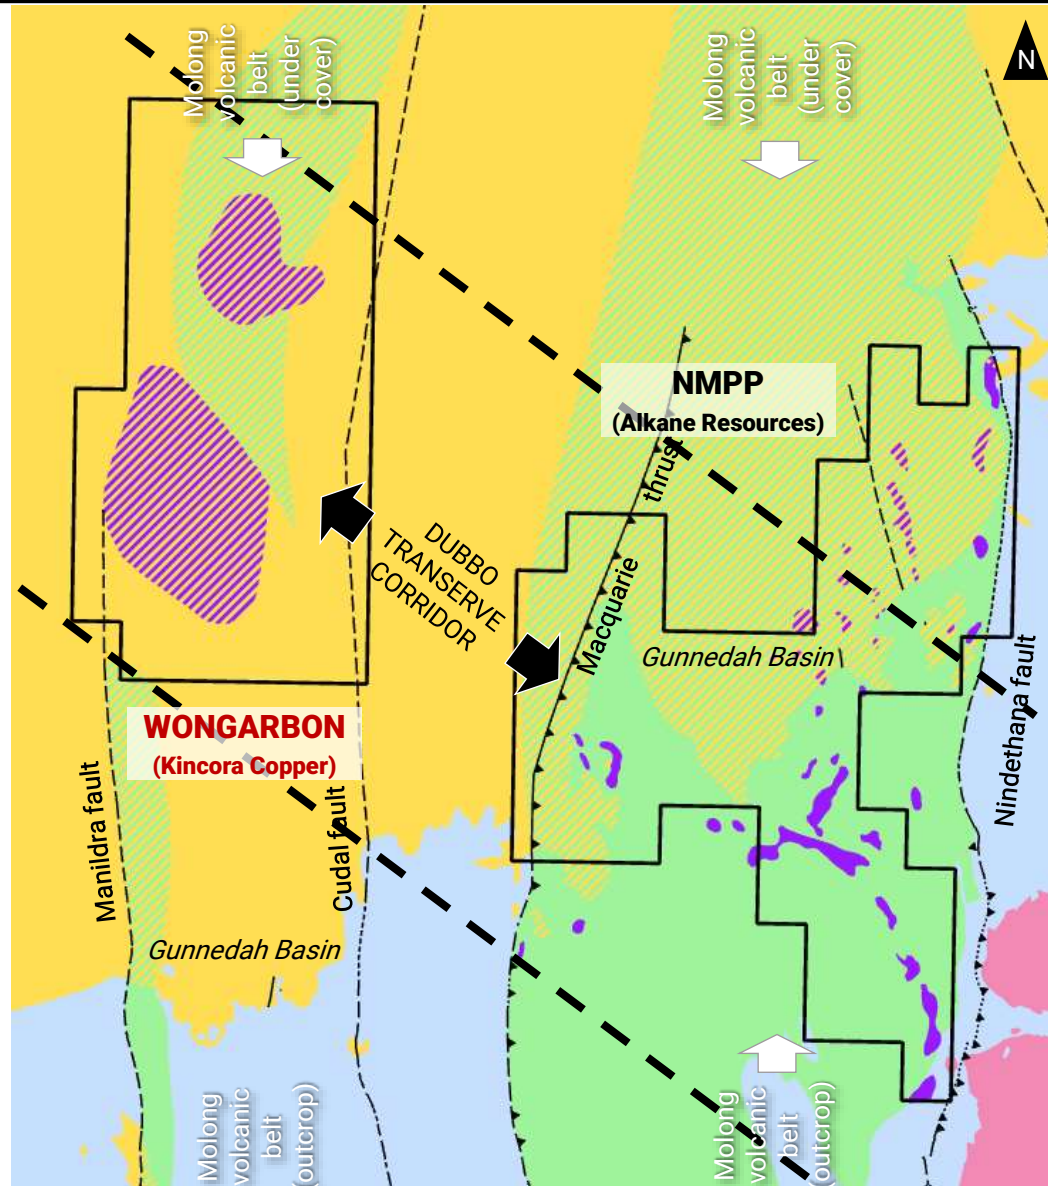 Molong
volcanic
belt
(under
cover)
Molong
volcanic
belt
(under
cover)
N
NMPP
(Alkane Resources)
thrust
Macquarie
DUBBO
TRANSERVE
CORRIDOR
Gunnedah Basin
Nindethana fault
WONGARBON
(Kincora Copper)
Manildra fault
Cudal fault
Gunnedah Basin
Molong
volcanic
belt
(outcrop)
Molong
volcanic
belt
(outcrop)